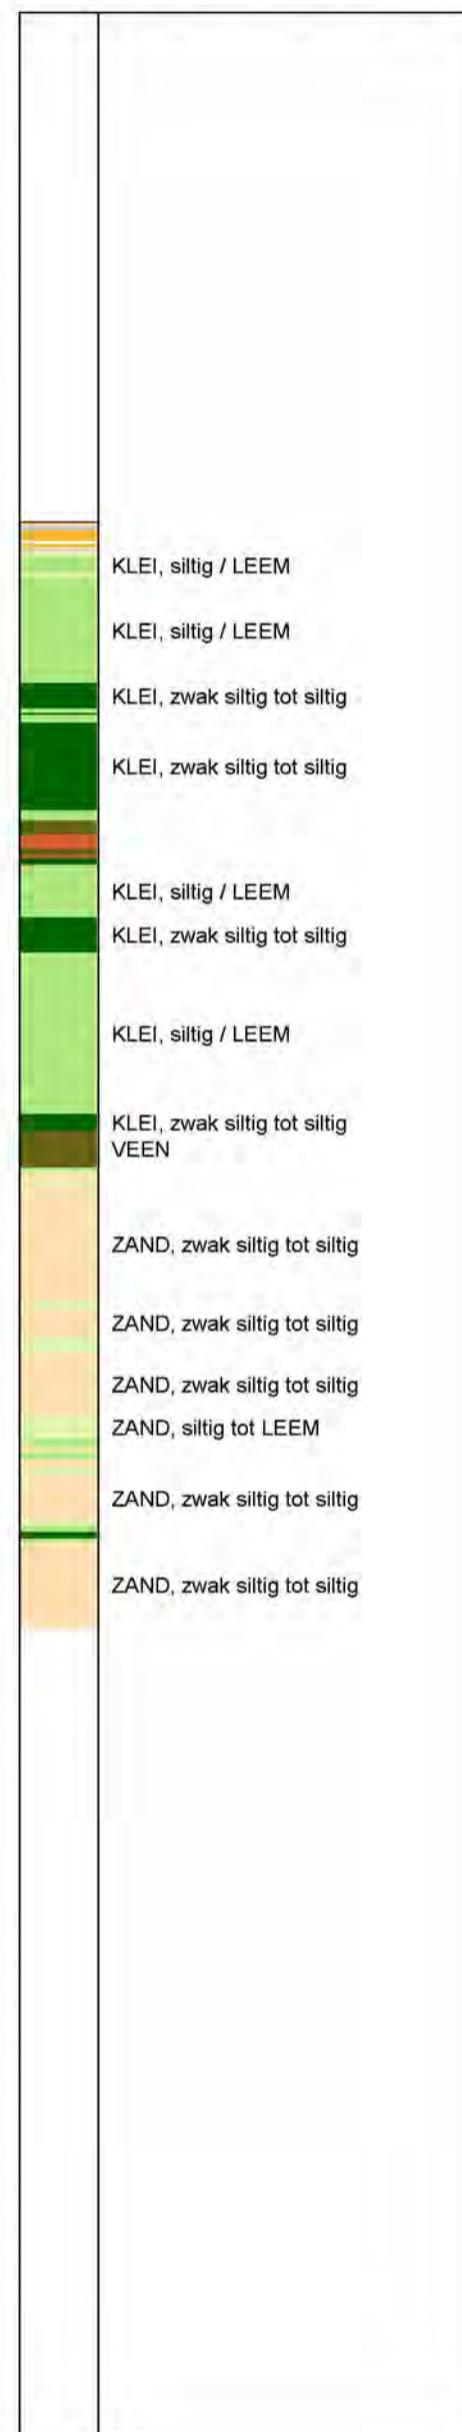 KLEI, siltig / LEEM
KLEI, siltig / LEEM
KLEI, zwak siltig tot siltig
KLEI, zwak siltig tot siltig
KLEI, siltig / LEEM
KLEI, zwak siltig tot siltig
KLEI, siltig / LEEM
KLEI, zwak siltig tot siltig
VEEN
ZAND, zwak siltig tot siltig
ZAND, zwak siltig tot siltig
ZAND, zwak siltig tot siltig
ZAND, siltig tot LEEM
ZAND, zwak siltig tot siltig
ZAND, zwak siltig tot siltig